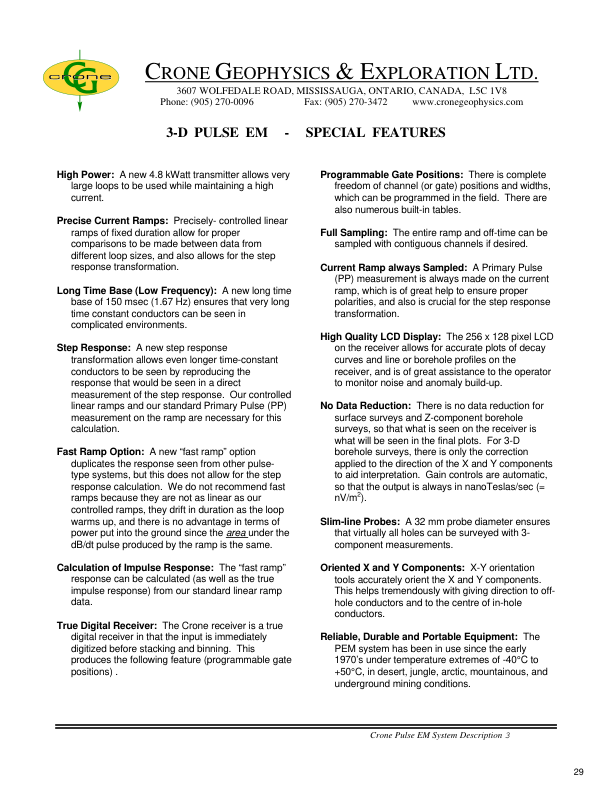 crone
CRONE GEOPHYSICS & EXPLORATION LTD.
3607 WOLFEDALE ROAD, MISSISSAUGA, ONTARIO, CANADA, L5C 1V8
Phone: (905) 270-0096 Fax: (905) 270-3472 www.cronegeophysics.com
3-D PULSE EM - SPECIAL FEATURES
High Power: A new 4.8 kWatt transmitter allows very
large loops to be used while maintaining a high
current.
Precise Current Ramps: Precisely- controlled linear
ramps of fixed duration allow for proper
comparisons to be made between data from
different loop sizes, and also allows for the step
response transformation.
Long Time Base (Low Frequency): A new long time
base of 150 msec (1.67 Hz) ensures that very long
time constant conductors can be seen in
complicated environments.
Step Response: A new step response
transformation allows even longer time-constant
conductors to be seen by reproducing the
response that would be seen in a direct
measurement of the step response. Our controlled
linear ramps and our standard Primary Pulse (PP)
measurement on the ramp are necessary for this
calculation.
Fast Ramp Option: A new “fast ramp” option
duplicates the response seen from other pulse-
type systems, but this does not allow for the step
response calculation. We do not recommend fast
ramps because they are not as linear as our
controlled ramps, they drift in duration as the loop
warms up, and there is no advantage in terms of
power put into the ground since the area under the
dB/dt pulse produced by the ramp is the same.
Calculation of Impulse Response: The “fast ramp”
response can be calculated (as well as the true
impulse response) from our standard linear ramp
data.
True Digital Receiver: The Crone receiver is a true
digital receiver in that the input is immediately
digitized before stacking and binning. This
produces the following feature (programmable gate
positions) .
Programmable Gate Positions: There is complete
freedom of channel (or gate) positions and widths,
which can be programmed in the field. There are
also numerous built-in tables.
Full Sampling: The entire ramp and off-time can be
sampled with contiguous channels if desired.
Current Ramp always Sampled: A Primary Pulse
(PP) measurement is always made on the current
ramp, which is of great help to ensure proper
polarities, and also is crucial for the step response
transformation.
High Quality LCD Display: The 256 x 128 pixel LCD
on the receiver allows for accurate plots of decay
curves and line or borehole profiles on the
receiver, and is of great assistance to the operator
to monitor noise and anomaly build-up.
No Data Reduction: There is no data reduction for
surface surveys and Z-component borehole
surveys, so that what is seen on the receiver is
what will be seen in the final plots. For 3-D
borehole surveys, there is only the correction
applied to the direction of the X and Y components
to aid interpretation. Gain controls are automatic,
so that the output is always in nanoTeslas/sec (=
nV/m²).
Slim-line Probes: A 32 mm probe diameter ensures
that virtually all holes can be surveyed with 3-
component measurements.
Oriented X and Y Components: X-Y orientation
tools accurately orient the X and Y components.
This helps tremendously with giving direction to off-
hole conductors and to the centre of in-hole
conductors.
Reliable, Durable and Portable Equipment: The
PEM system has been in use since the early
1970’s under temperature extremes of -40°C to
+50°C, in desert, jungle, arctic, mountainous, and
underground mining conditions.
Crone Pulse EM System Description 3
29